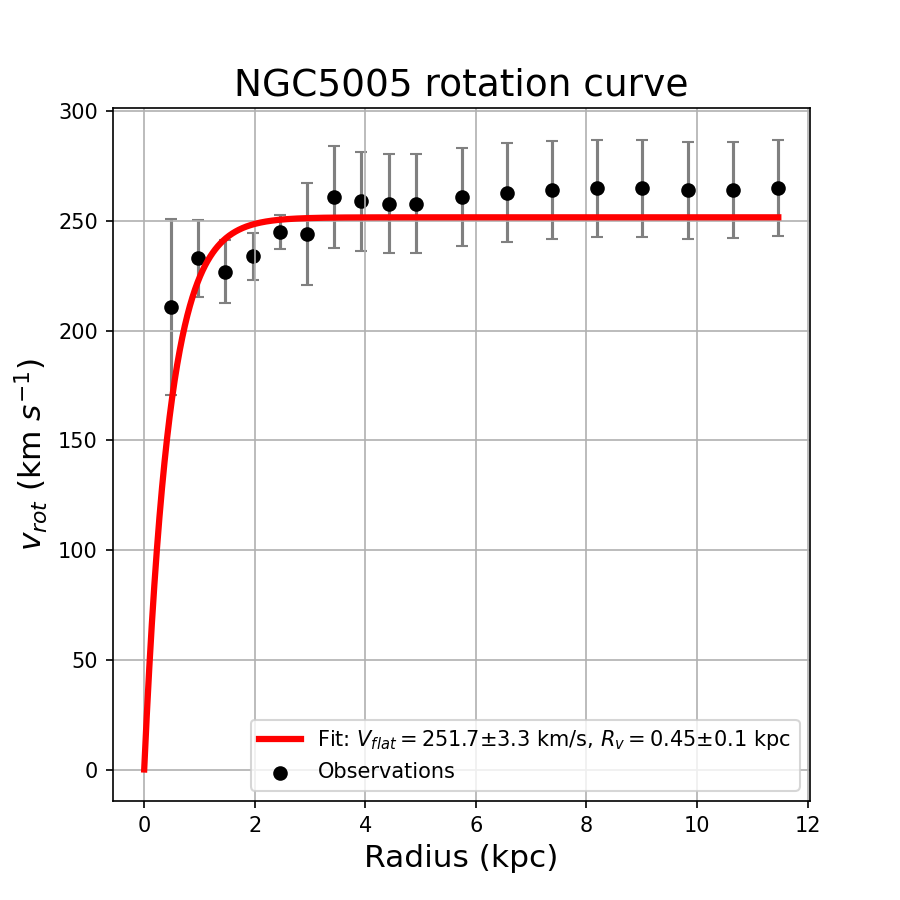 NGC5005 rotation curve
300
250
200
150
100
50
0
v_rot (km s⁻¹)
Fit: V_flat = 251.7±3.3 km/s, R_v = 0.45±0.1 kpc
Observations
0 2 4 6 8 10 12
Radius (kpc)